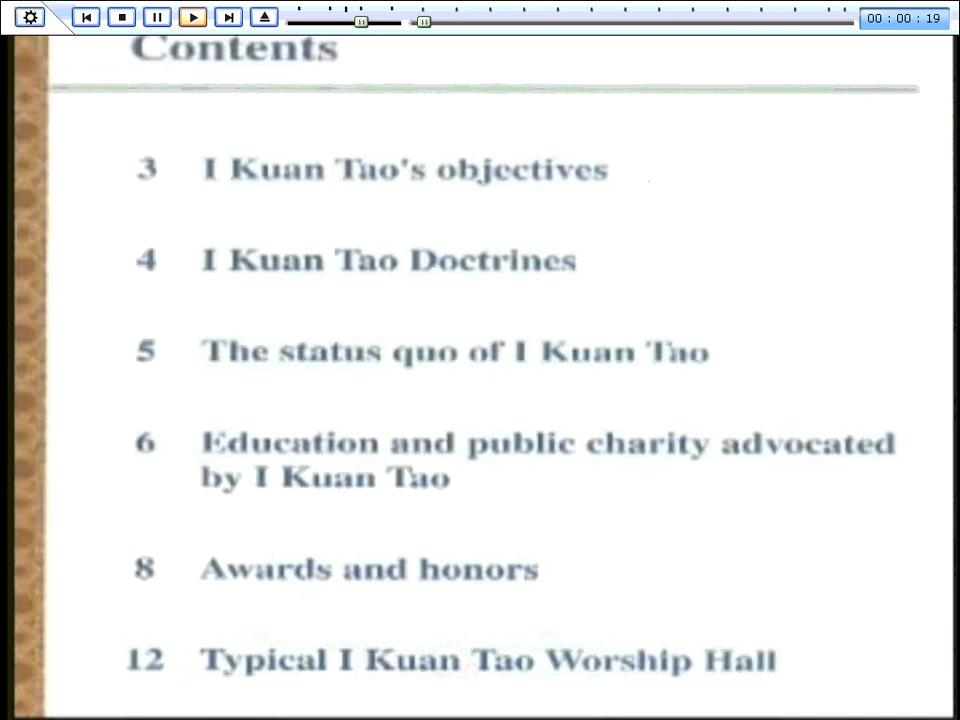 00 : 00 : 19
Contents
3 I Kuan Tao's objectives
4 I Kuan Tao Doctrines
5 The status quo of I Kuan Tao
6 Education and public charity advocated
by I Kuan Tao
8 Awards and honors
12 Typical I Kuan Tao Worship Hall